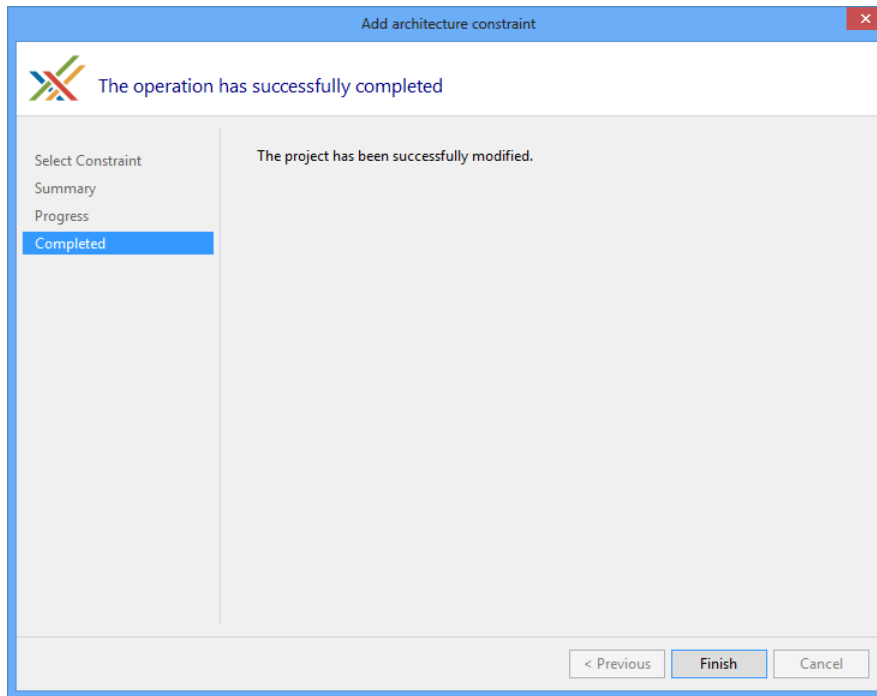 Add architecture constraint
The operation has successfully completed
Select Constraint
Summary
Progress
Completed
The project has been successfully modified.
< Previous
Finish
Cancel